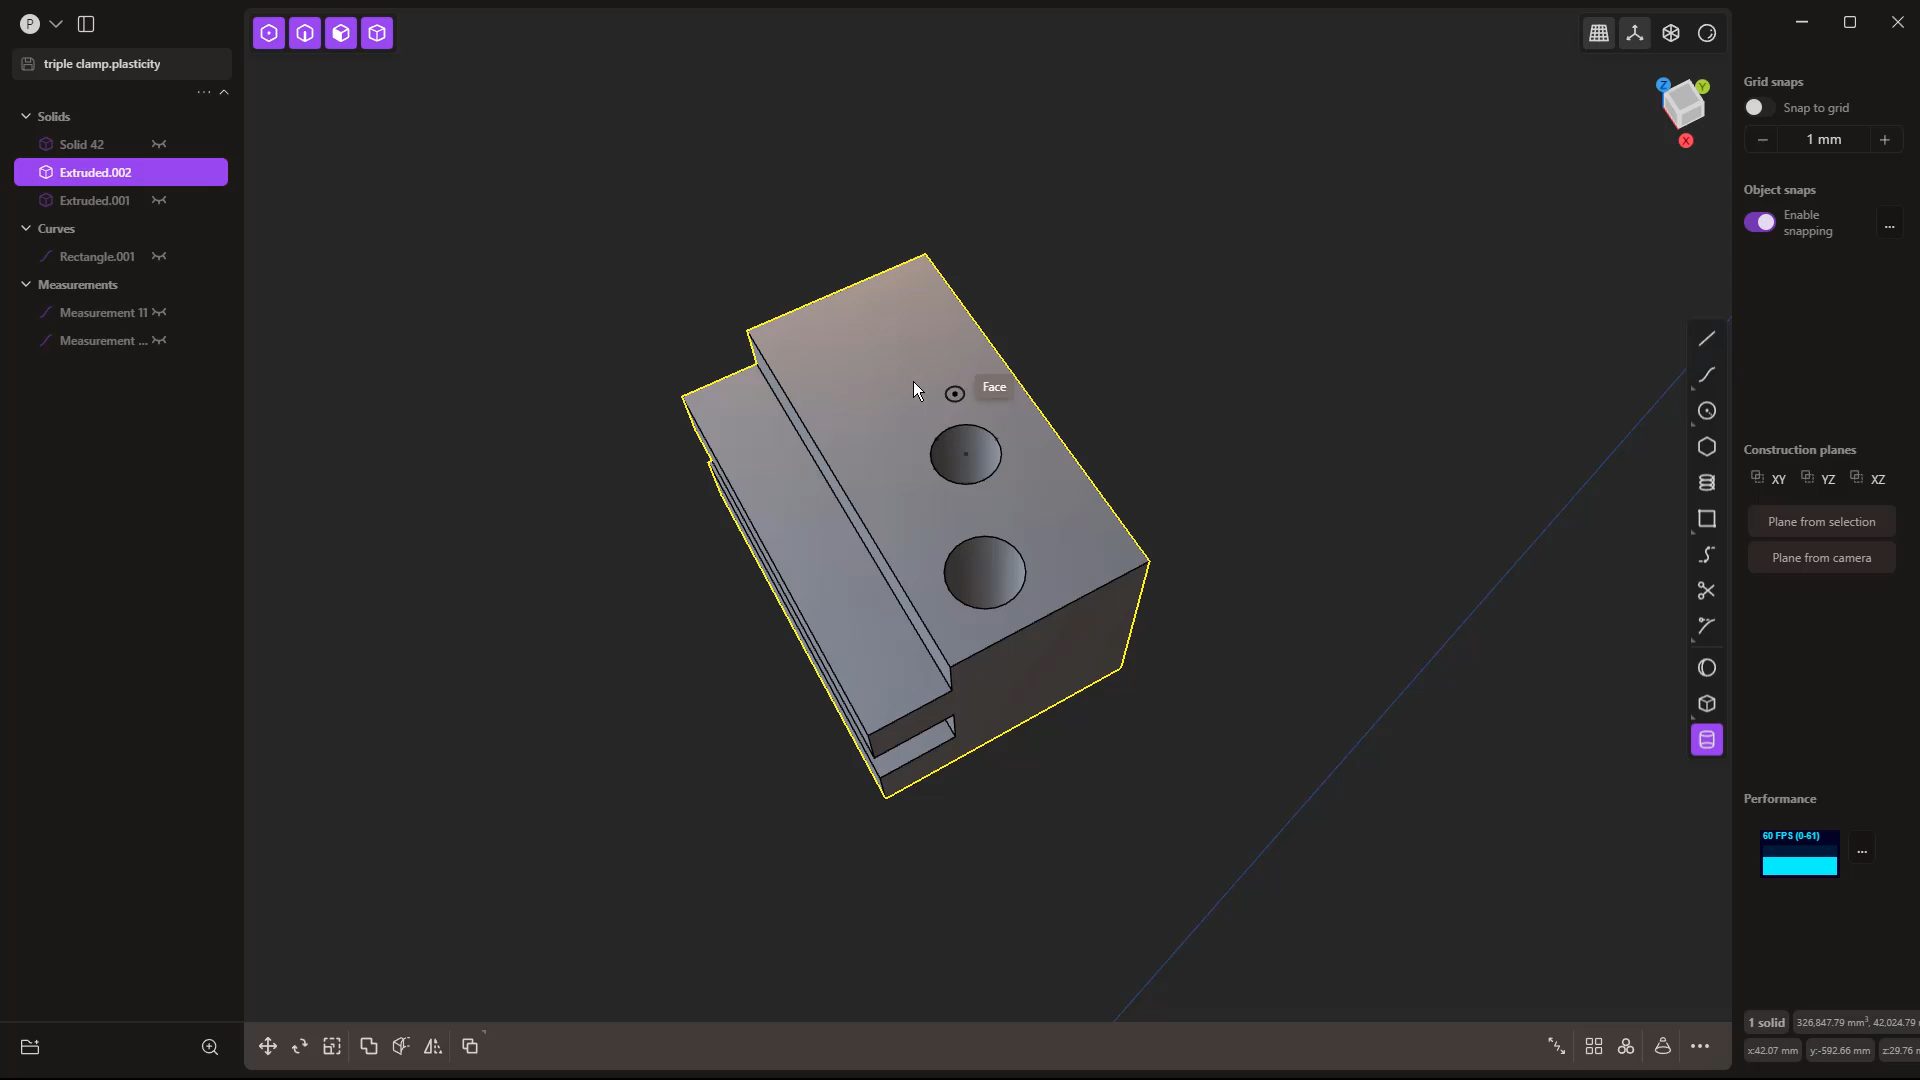 P
triple clamp.plasticity
Solids
Solid 42
Extruded.002
Extruded.001
Curves
Rectangle.001
Measurements
Measurement 11
Measurement ...
Face
Z
Y
X
Grid snaps
Snap to grid
1 mm
Object snaps
Enable
snapping
...
Construction planes
XY YZ XZ
Plane from selection
Plane from camera
Performance
60 FPS (0-61)
...
1 solid 326,847.79 mm³, 42,024.79
x:42.07 mm y:-592.66 mm z:29.76 m